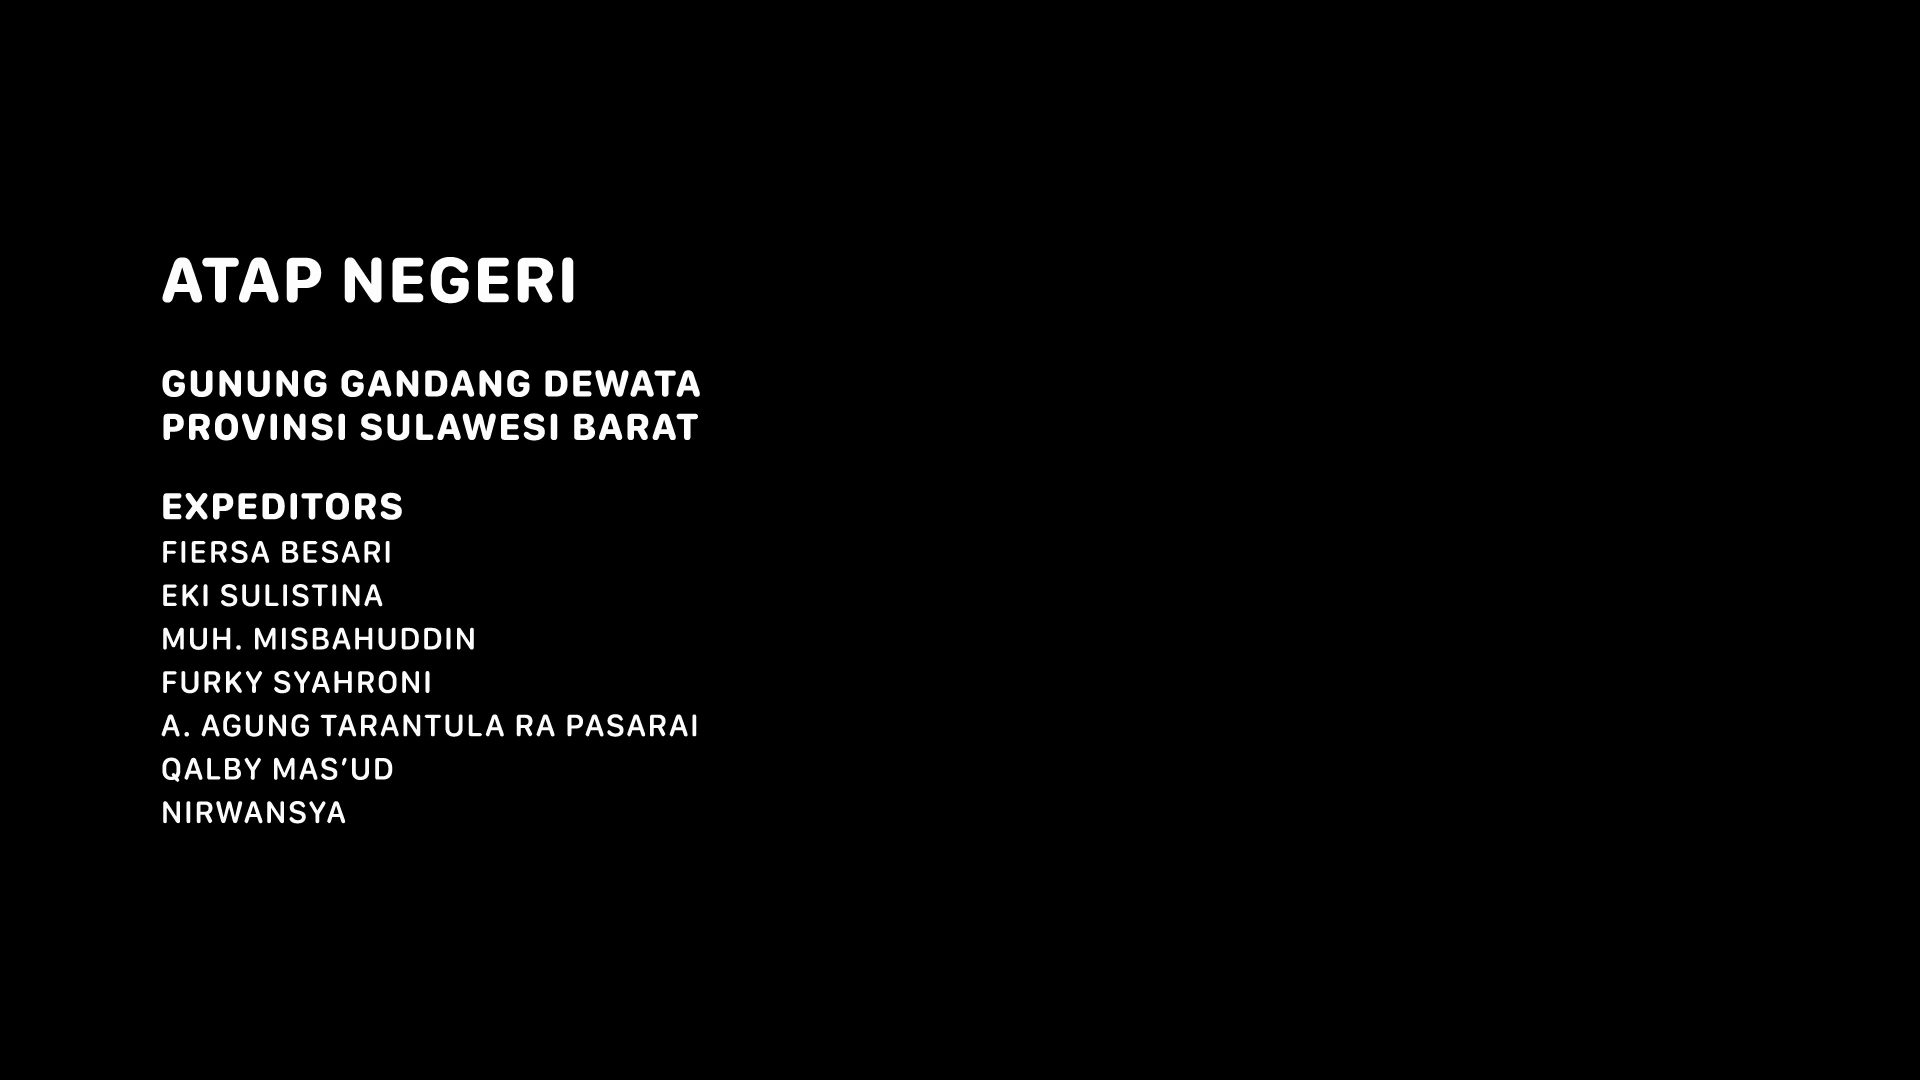 ATAP NEGERI
GUNUNG GANDANG DEWATA
PROVINSI SULAWESI BARAT
EXPEDITORS
FIERSA BESARI
EKI SULISTINA
MUH. MISBAHUDDIN
FURKY SYAHRONI
A. AGUNG TARANTULA RA PASARAI
QALBY MAS’UD
NIRWANSYA